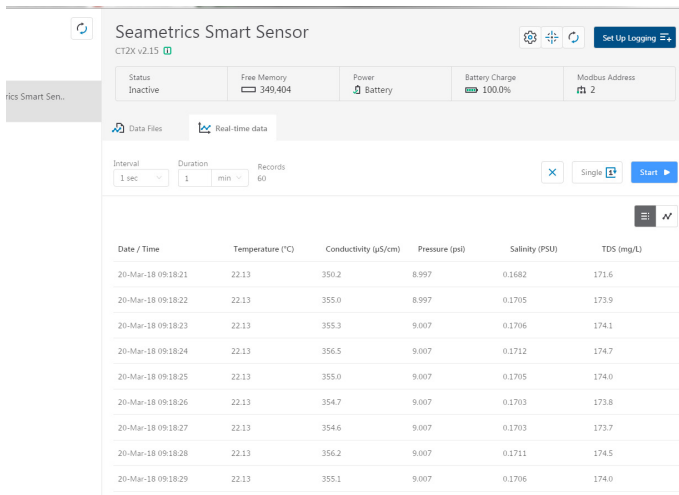 Seametrics Smart Sensor
CT2X v2.15
Set Up Logging
Status Free Memory Power Battery Charge Modbus Address
Inactive 349,404 Battery 100.0% 2
rics Smart Sen..
Data Files Real-time data
Interval Duration Records
1 sec 1 min 60
Single Start
Date / Time Temperature (°C) Conductivity (µS/cm) Pressure (psi) Salinity (PSU) TDS (mg/L)
20-Mar-18 09:18:21 22.13 350.2 8.997 0.1682 171.6
20-Mar-18 09:18:22 22.13 355.0 8.997 0.1705 173.9
20-Mar-18 09:18:23 22.13 355.3 9.007 0.1706 174.1
20-Mar-18 09:18:24 22.13 356.5 9.007 0.1712 174.7
20-Mar-18 09:18:25 22.13 355.0 9.007 0.1705 174.0
20-Mar-18 09:18:26 22.13 354.7 9.007 0.1703 173.8
20-Mar-18 09:18:27 22.13 354.6 9.007 0.1703 173.7
20-Mar-18 09:18:28 22.13 356.2 9.007 0.1711 174.5
20-Mar-18 09:18:29 22.13 355.1 9.007 0.1706 174.0